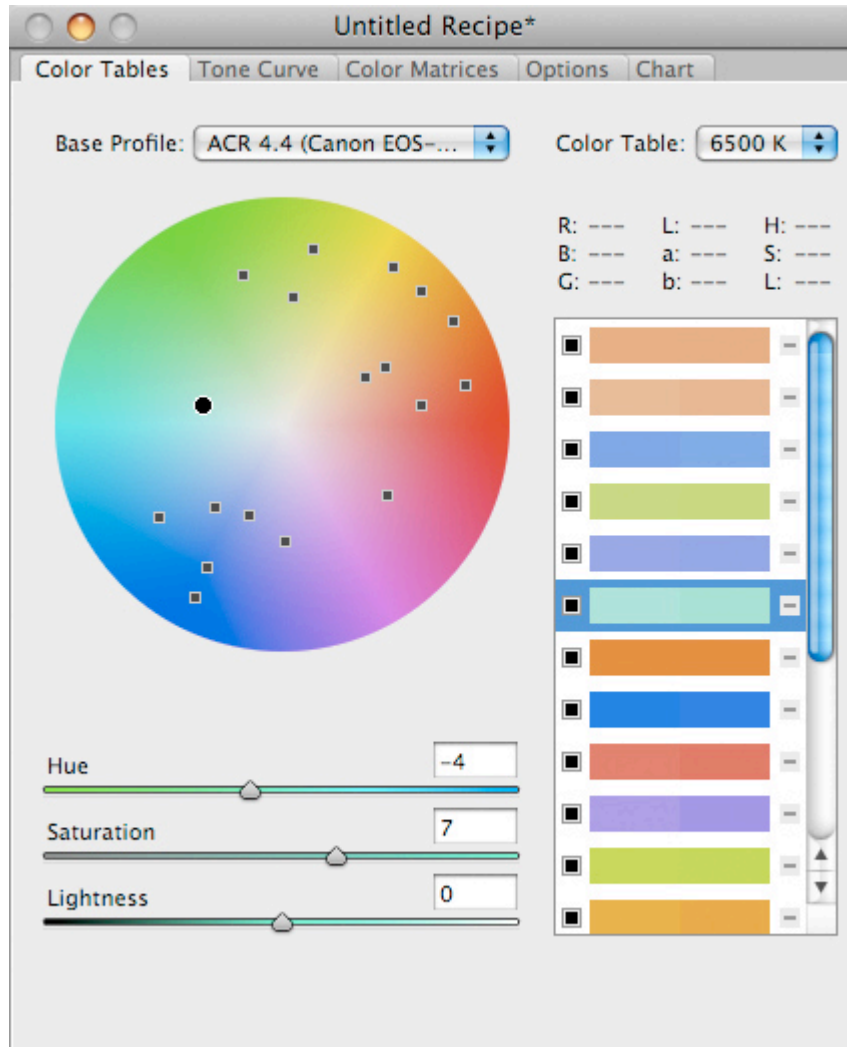 Untitled Recipe*
Color Tables Tone Curve Color Matrices Options Chart
Base Profile: ACR 4.4 (Canon EOS-... Color Table: 6500 K
R: --- L: --- H: ---
B: --- a: --- S: ---
G: --- b: --- L: ---
Hue -4
Saturation 7
Lightness 0